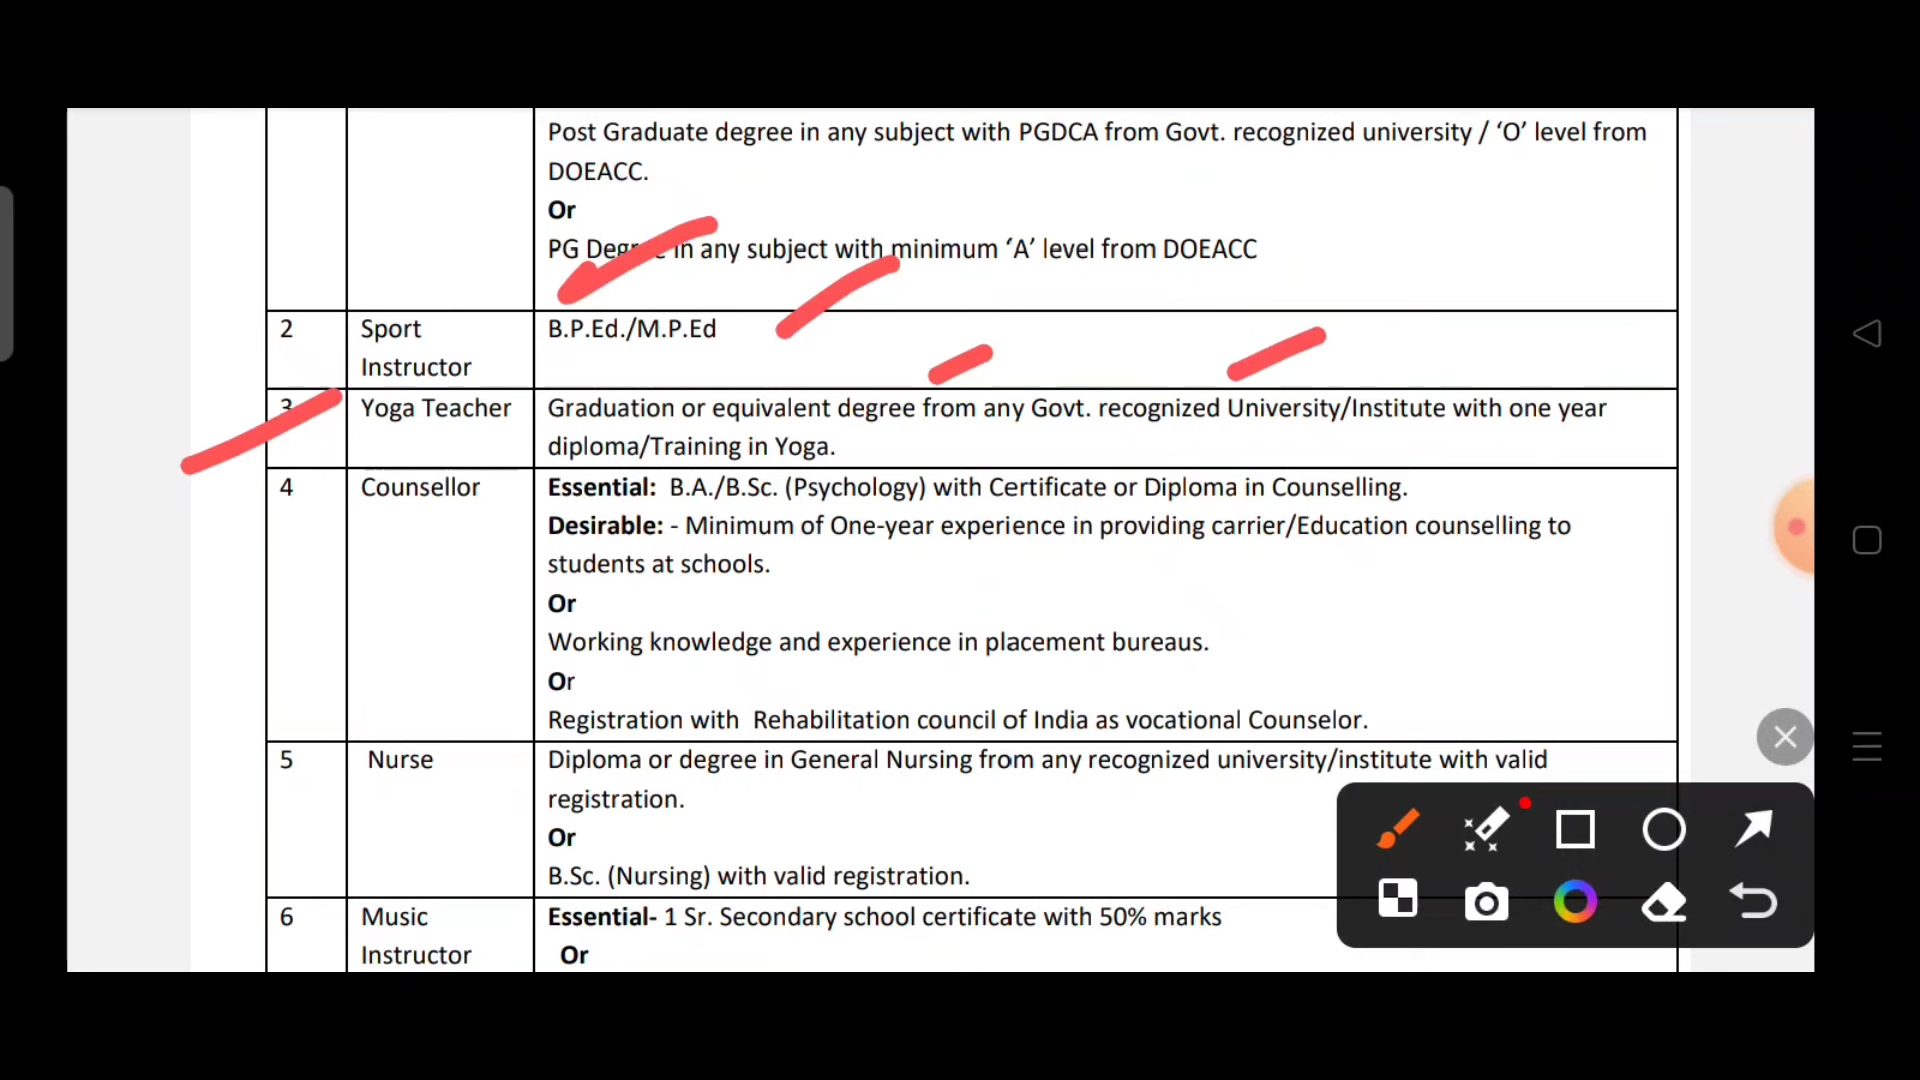 Post Graduate degree in any subject with PGDCA from Govt. recognized university / ‘O’ level from
DOEACC.
Or
PG Degree in any subject with minimum ‘A’ level from DOEACC
2 Sport B.P.Ed./M.P.Ed
Instructor
3 Yoga Teacher Graduation or equivalent degree from any Govt. recognized University/Institute with one year
diploma/Training in Yoga.
4 Counsellor Essential: B.A./B.Sc. (Psychology) with Certificate or Diploma in Counselling.
Desirable: - Minimum of One-year experience in providing carrier/Education counselling to
students at schools.
Or
Working knowledge and experience in placement bureaus.
Or
Registration with Rehabilitation council of India as vocational Counselor.
5 Nurse Diploma or degree in General Nursing from any recognized university/institute with valid
registration.
Or
B.Sc. (Nursing) with valid registration.
6 Music Essential- 1 Sr. Secondary school certificate with 50% marks
Instructor Or